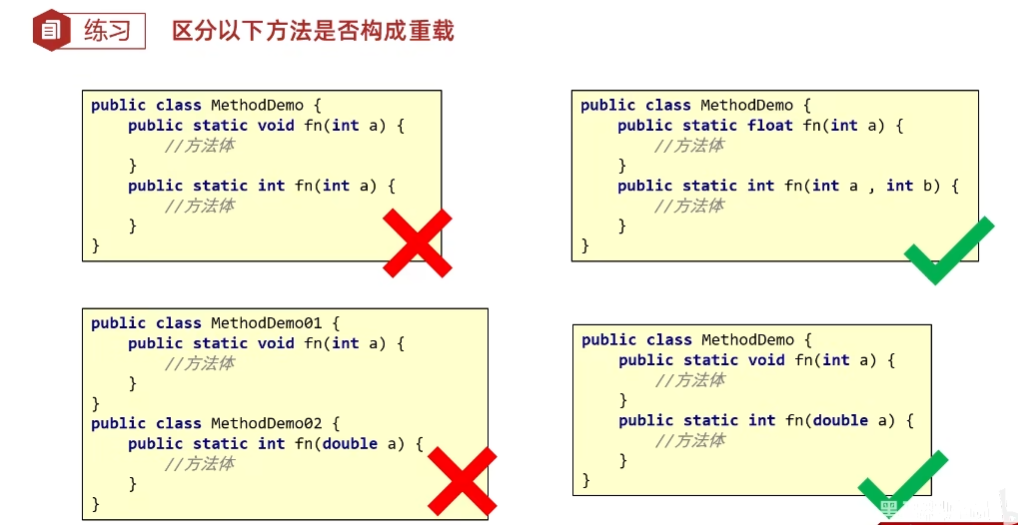 练习 区分以下方法是否构成重载
public class MethodDemo {
public static void fn(int a) {
//方法体
}
public static int fn(int a) {
//方法体
}
}
public class MethodDemo {
public static float fn(int a) {
//方法体
}
public static int fn(int a , int b) {
//方法体
}
}
public class MethodDemo01 {
public static void fn(int a) {
//方法体
}
}
public class MethodDemo02 {
public static int fn(double a) {
//方法体
}
}
public class MethodDemo {
public static void fn(int a) {
//方法体
}
public static int fn(double a) {
//方法体
}
}